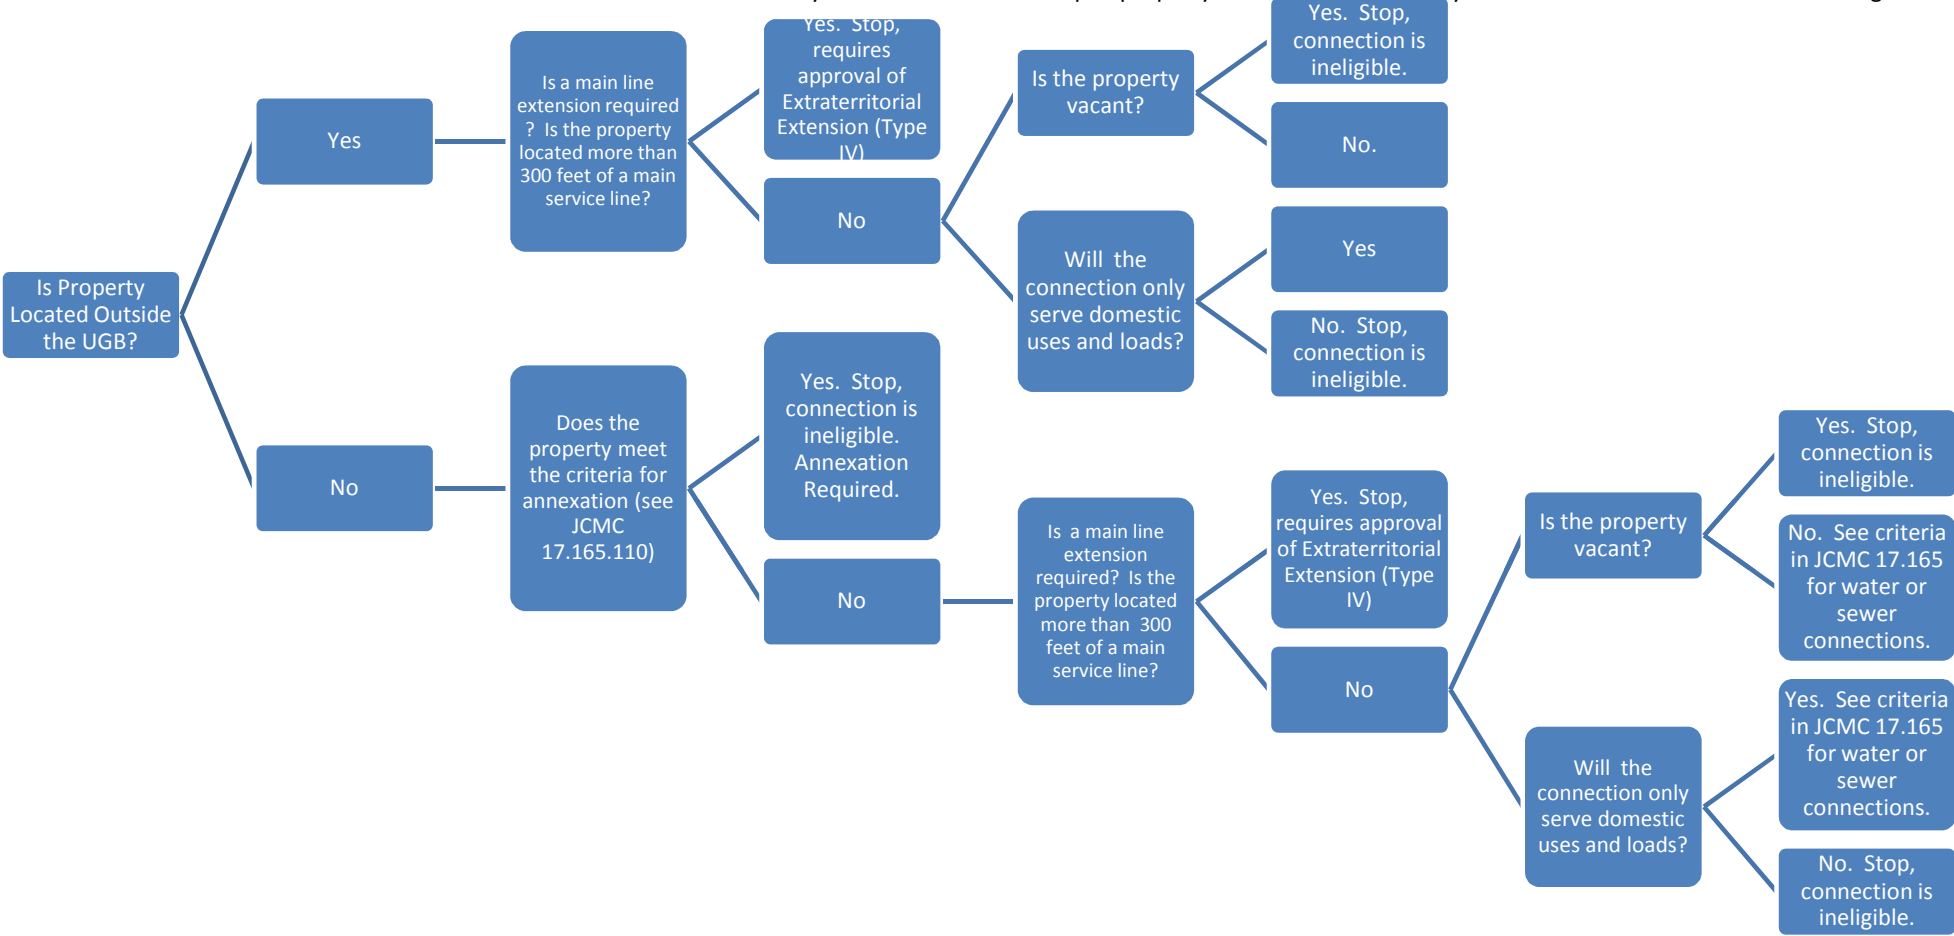 Is Property
Located Outside
the UGB?
Yes
Is a main line
extension required
? Is the property
located more than
300 feet of a main
service line?
Yes. Stop,
requires
approval of
Extraterritorial
Extension (Type
IV)
No
Is the property
vacant?
Yes. Stop,
connection is
ineligible.
No.
Will the
connection only
serve domestic
uses and loads?
Yes
No. Stop,
connection is
ineligible.
No
Does the
property meet
the criteria for
annexation (see
JCMC
17.165.110)
Yes. Stop,
connection is
ineligible.
Annexation
Required.
No
Is a main line
extension
required? Is the
property located
more than 300
feet of a main
service line?
Yes. Stop,
requires approval
of Extraterritorial
Extension (Type
IV)
No
Is the property
vacant?
Yes. Stop,
connection is
ineligible.
No. See criteria
in JCMC 17.165
for water or
sewer
connections.
Will the
connection only
serve domestic
uses and loads?
Yes. See criteria
in JCMC 17.165
for water or
sewer
connections.
No. Stop,
connection is
ineligible.